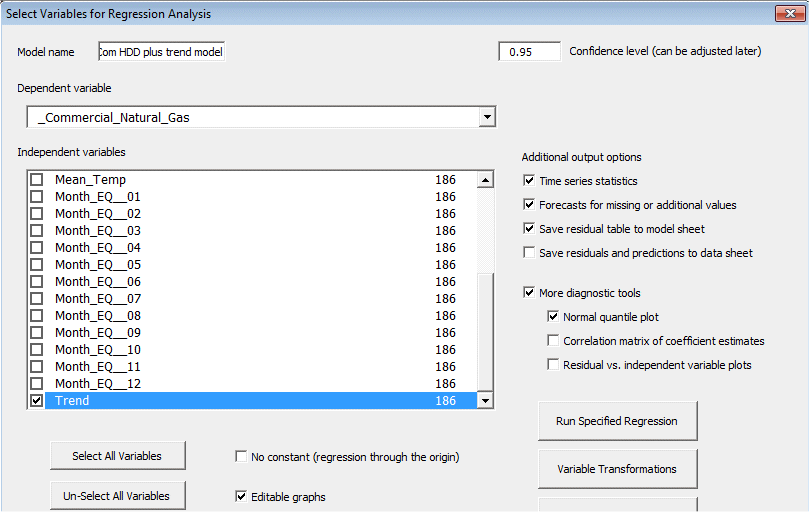 Select Variables for Regression Analysis
Model name
Com HDD plus trend model
0.95
Confidence level (can be adjusted later)
Dependent variable
_Commercial_Natural_Gas
Independent variables
Mean_Temp 186
Month_EQ__01 186
Month_EQ__02 186
Month_EQ__03 186
Month_EQ__04 186
Month_EQ__05 186
Month_EQ__06 186
Month_EQ__07 186
Month_EQ__08 186
Month_EQ__09 186
Month_EQ__10 186
Month_EQ__11 186
Month_EQ__12 186
Trend 186
Additional output options
Time series statistics
Forecasts for missing or additional values
Save residual table to model sheet
Save residuals and predictions to data sheet
More diagnostic tools
Normal quantile plot
Correlation matrix of coefficient estimates
Residual vs. independent variable plots
Select All Variables
No constant (regression through the origin)
Run Specified Regression
Un-Select All Variables
Editable graphs
Variable Transformations